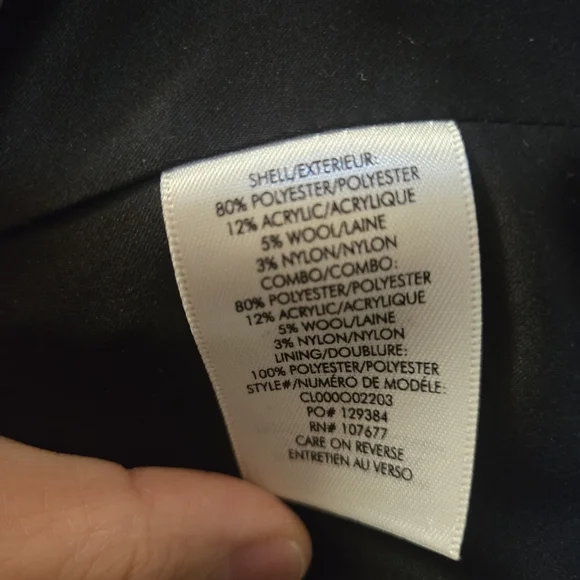 SHELL/EXTERIEUR:
80% POLYESTER/POLYESTER
12% ACRYLIC/ACRYLIQUE
5% WOOL/LAINE
3% NYLON/NYLON
COMBO/COMBO:
80% POLYESTER/POLYESTER
12% ACRYLIC/ACRYLIQUE
5% WOOL/LAINE
3% NYLON/NYLON
LINING/DOUBLURE:
100% POLYESTER/POLYESTER
STYLE#/NUMÉRO DE MODÉLE:
CL000O02203
PO# 129384
RN# 107677
CARE ON REVERSE
ENTRETIEN AU VERSO